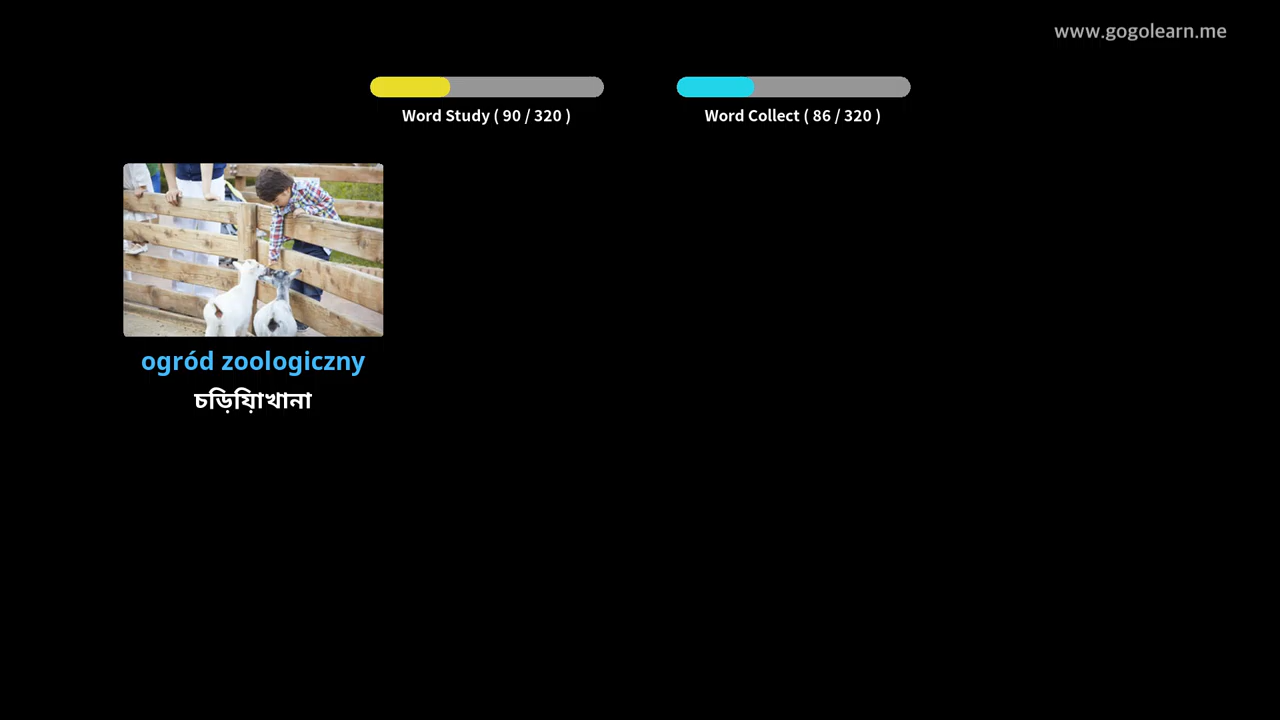 www.gogolearn.me
Word Study ( 90 / 320 )
Word Collect ( 86 / 320 )
ogród zoologiczny
চিড়িয়াখানা